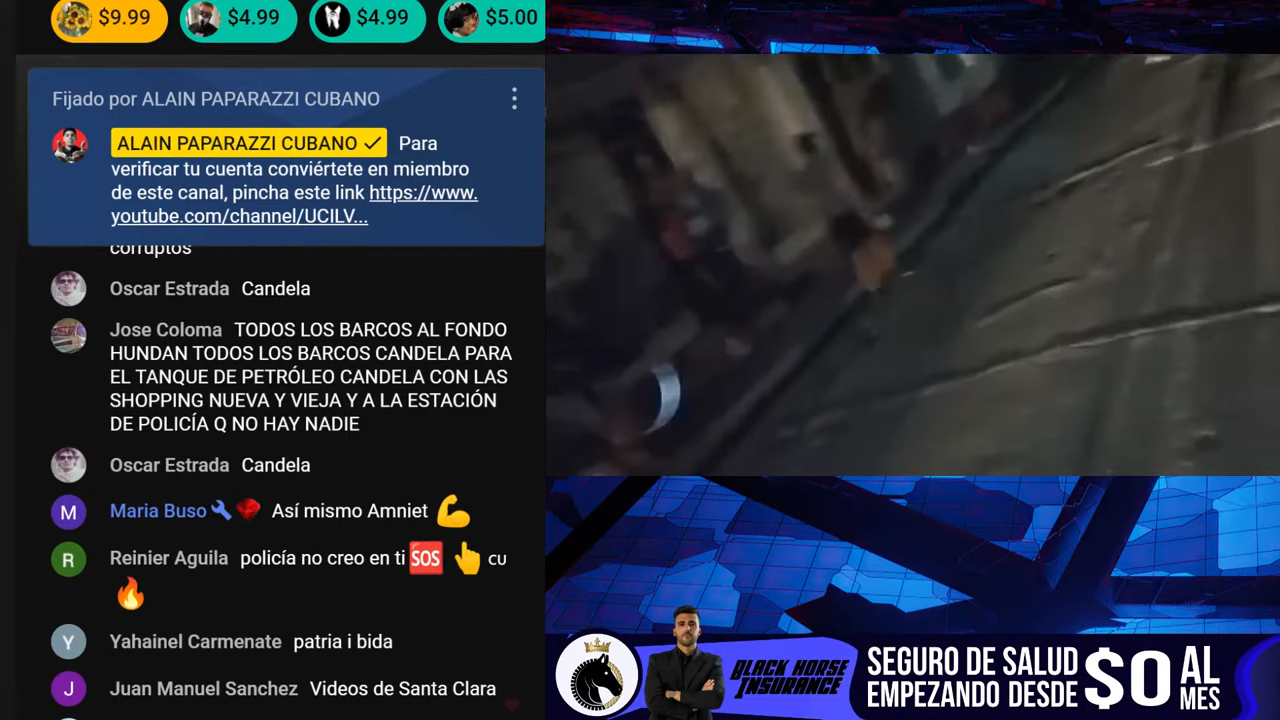 $9.99
$4.99
$4.99
$5.00
Fijado por ALAIN PAPARAZZI CUBANO
ALAIN PAPARAZZI CUBANO Para
verificar tu cuenta conviértete en miembro
de este canal, pincha este link https://www.
youtube.com/channel/UCILV...
corruptos
Oscar Estrada Candela
Jose Coloma TODOS LOS BARCOS AL FONDO
HUNDAN TODOS LOS BARCOS CANDELA PARA
EL TANQUE DE PETRÓLEO CANDELA CON LAS
SHOPPING NUEVA Y VIEJA Y A LA ESTACIÓN
DE POLICÍA Q NO HAY NADIE
Oscar Estrada Candela
M Maria Buso Así mismo Amniet 💪
R Reinier Aguila policía no creo en ti 🆘 👆 CU
🔥
Y Yahainel Carmenate patria i bida
J Juan Manuel Sanchez Videos de Santa Clara
BLACK HORSE
INSURANCE
SEGURO DE SALUD
EMPEZANDO DESDE
$0 AL
MES